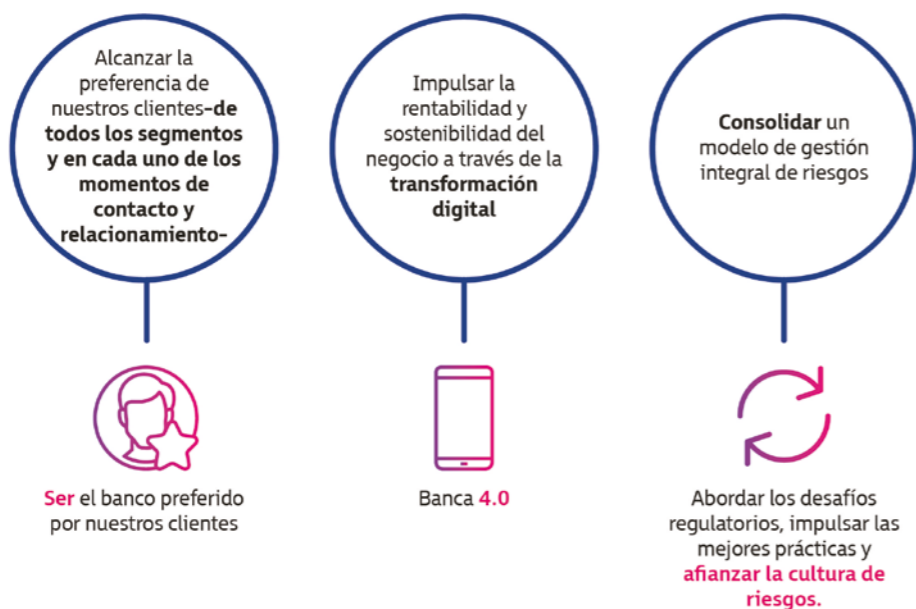 Alcanzar la
preferencia de
nuestros clientes-de
todos los segmentos
y en cada uno de los
momentos de
contacto y
relacionamiento-
Impulsar la
rentabilidad y
sostenibilidad del
negocio a través de la
transformación
digital
Consolidar un
modelo de gestión
integral de riesgos
Ser el banco preferido
por nuestros clientes
Banca 4.0
Abordar los desafíos
regulatorios, impulsar las
mejores prácticas y
afianzar la cultura de
riesgos.